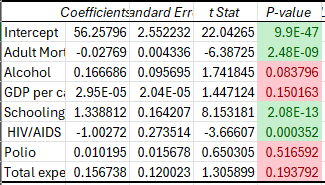 Coefficients andard Err t Stat P-value
Intercept 56.25796 2.552232 22.04265 9.9E-47
Adult Mort -0.02769 0.004336 -6.38725 2.48E-09
Alcohol 0.166686 0.095695 1.741845 0.083796
GDP per ca 2.95E-05 2.04E-05 1.447124 0.150163
Schooling 1.338812 0.164207 8.153181 2.08E-13
HIV/AIDS -1.00272 0.273514 -3.66607 0.000352
Polio 0.010195 0.015678 0.650305 0.516592
Total expe 0.156738 0.120023 1.305899 0.193792